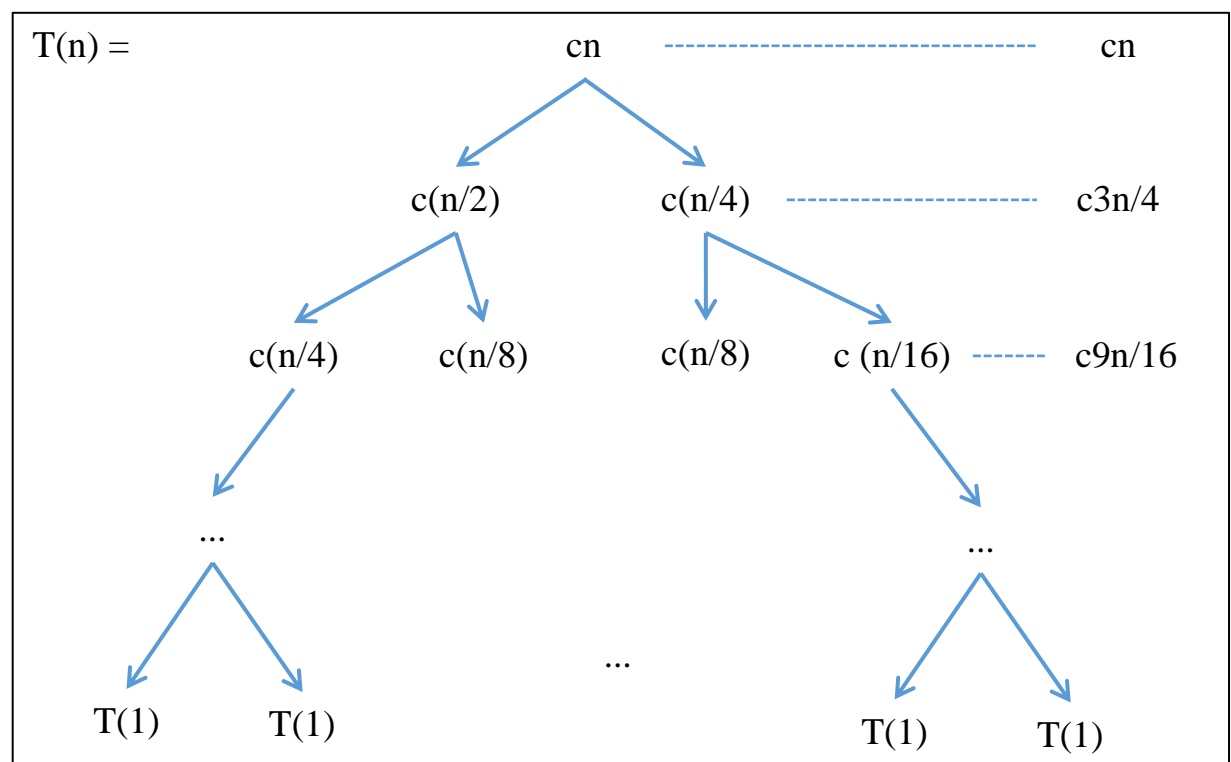 T(n) = cn cn
c(n/2) c(n/4) c3n/4
c(n/4) c(n/8) c(n/8) c (n/16) c9n/16
... ...
...
T(1) T(1) T(1) T(1)